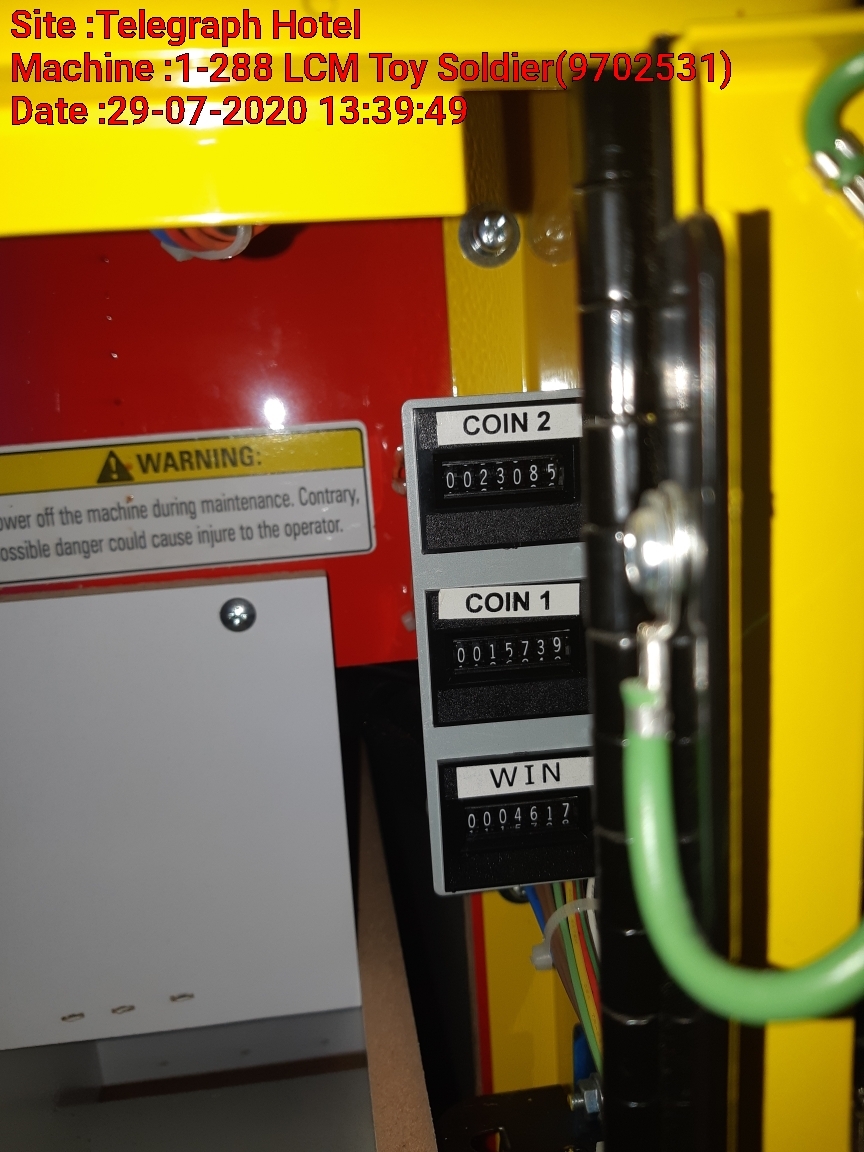 Site :Telegraph Hotel
Machine :1-288 LCM Toy Soldier(9702531)
Date :29-07-2020 13:39:49
COIN 2
0023085
WARNING:
ower off the machine during maintenance. Contrary,
ossible danger could cause injure to the operator.
COIN 1
0015739
WIN
0004617